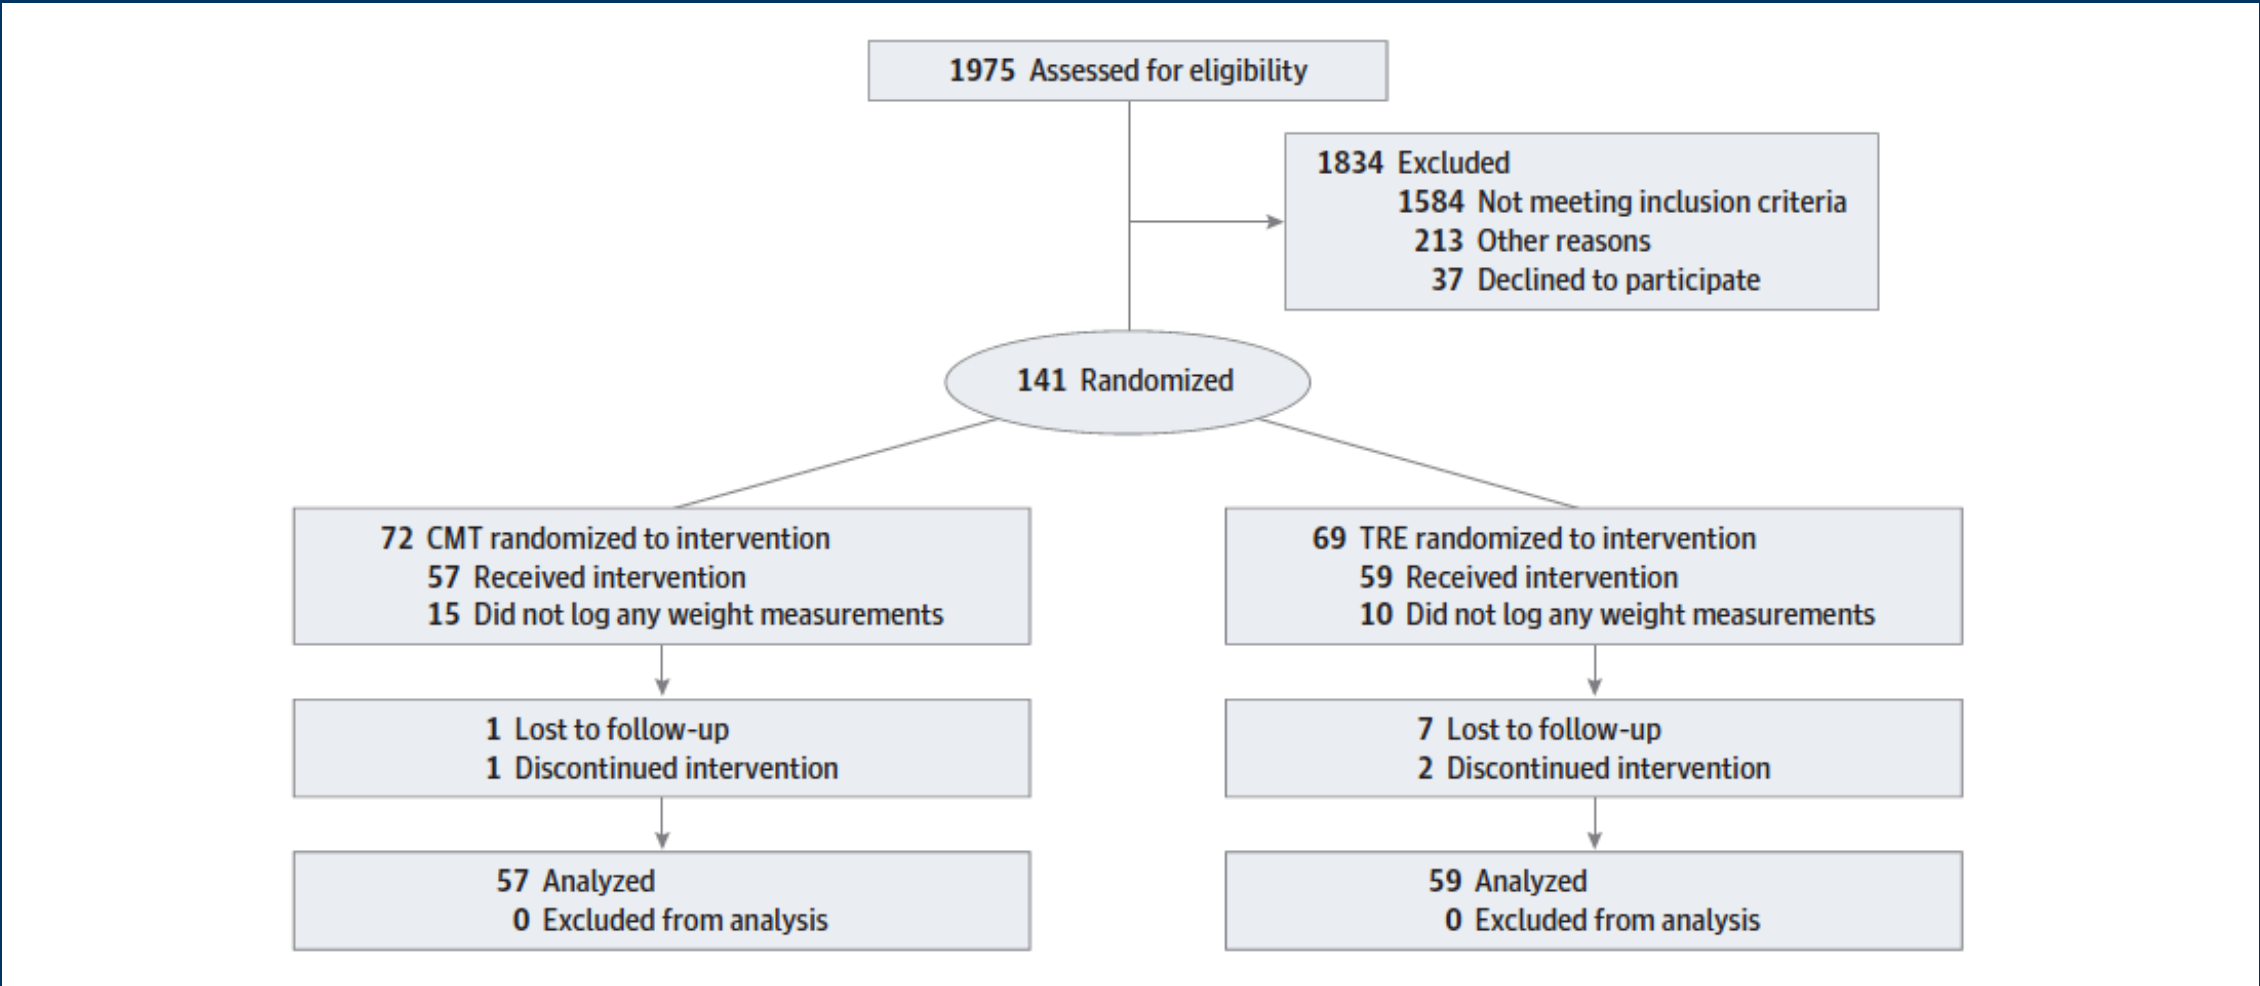 1975 Assessed for eligibility
1834 Excluded
1584 Not meeting inclusion criteria
213 Other reasons
37 Declined to participate
141 Randomized
72 CMT randomized to intervention
57 Received intervention
15 Did not log any weight measurements
69 TRE randomized to intervention
59 Received intervention
10 Did not log any weight measurements
1 Lost to follow-up
1 Discontinued intervention
7 Lost to follow-up
2 Discontinued intervention
57 Analyzed
0 Excluded from analysis
59 Analyzed
0 Excluded from analysis